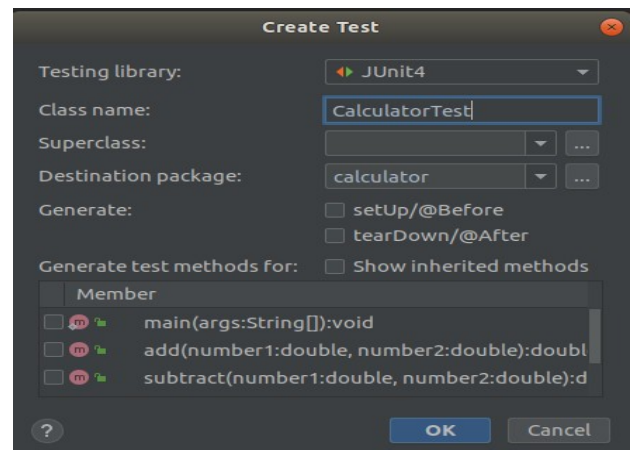 Create Test
Testing library: JUnit4
Class name: CalculatorTest
Superclass: ...
Destination package: calculator ...
Generate: setUp/@Before
tearDown/@After
Generate test methods for: Show inherited methods
Member
m main(args:String[]):void
m add(number1:double, number2:double):doubl
m subtract(number1:double, number2:double):d
? OK Cancel